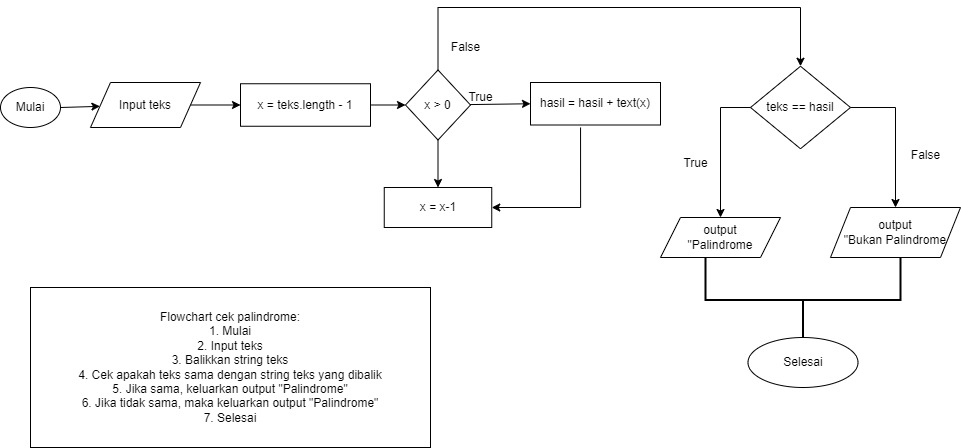 Mulai
Input teks
x = teks.length - 1
x > 0
False
True
hasil = hasil + text(x)
x = x-1
teks == hasil
True
False
output
"Palindrome
output
"Bukan Palindrome
Selesai
Flowchart cek palindrome:
1. Mulai
2. Input teks
3. Balikkan string teks
4. Cek apakah teks sama dengan string teks yang dibalik
5. Jika sama, keluarkan output "Palindrome"
6. Jika tidak sama, maka keluarkan output "Palindrome"
7. Selesai